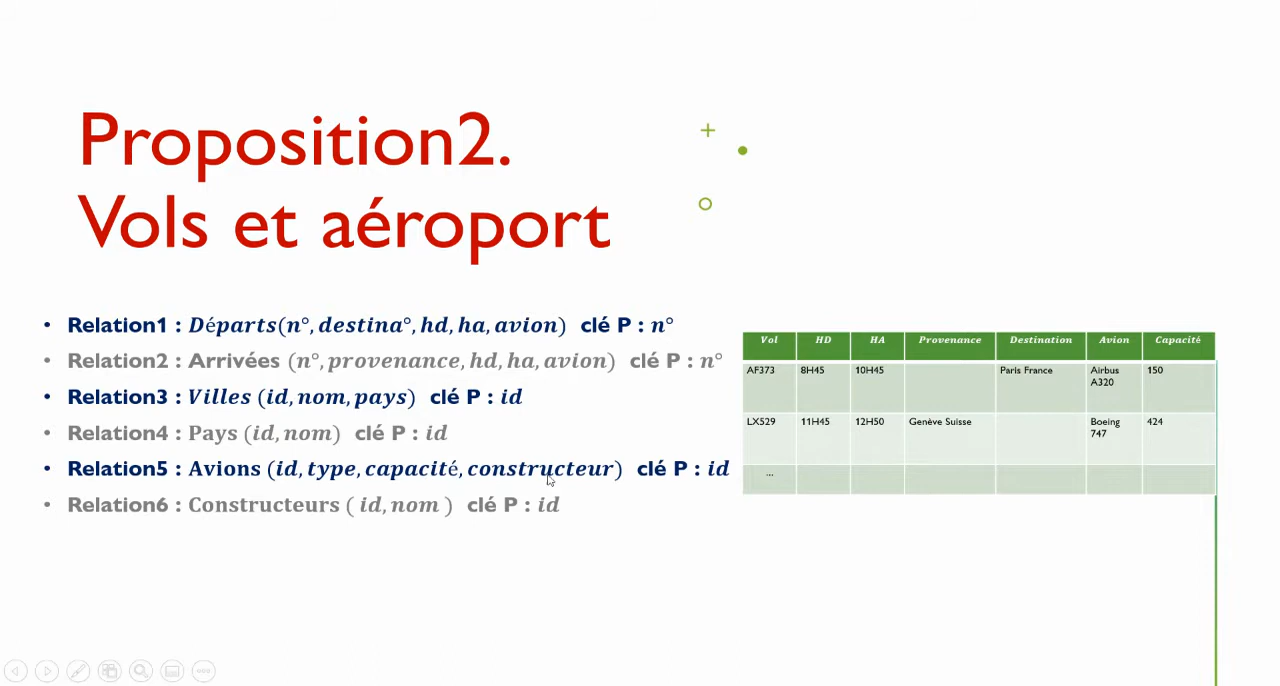 Proposition2.
Vols et aéroport
• Relation1 : Départs(n°, destina°, hd, ha, avion) clé P : n°
• Relation2 : Arrivées (n°, provenance, hd, ha, avion) clé P : n°
• Relation3 : Villes (id, nom, pays) clé P : id
• Relation4 : Pays (id, nom) clé P : id
• Relation5 : Avions (id, type, capacité, constructeur) clé P : id
• Relation6 : Constructeurs ( id, nom ) clé P : id
Vol HD HA Provenance Destination Avion Capacité
AF373 8H45 10H45 Paris France Airbus 150
A320
LX529 11H45 12H50 Genève Suisse Boeing 424
747
...